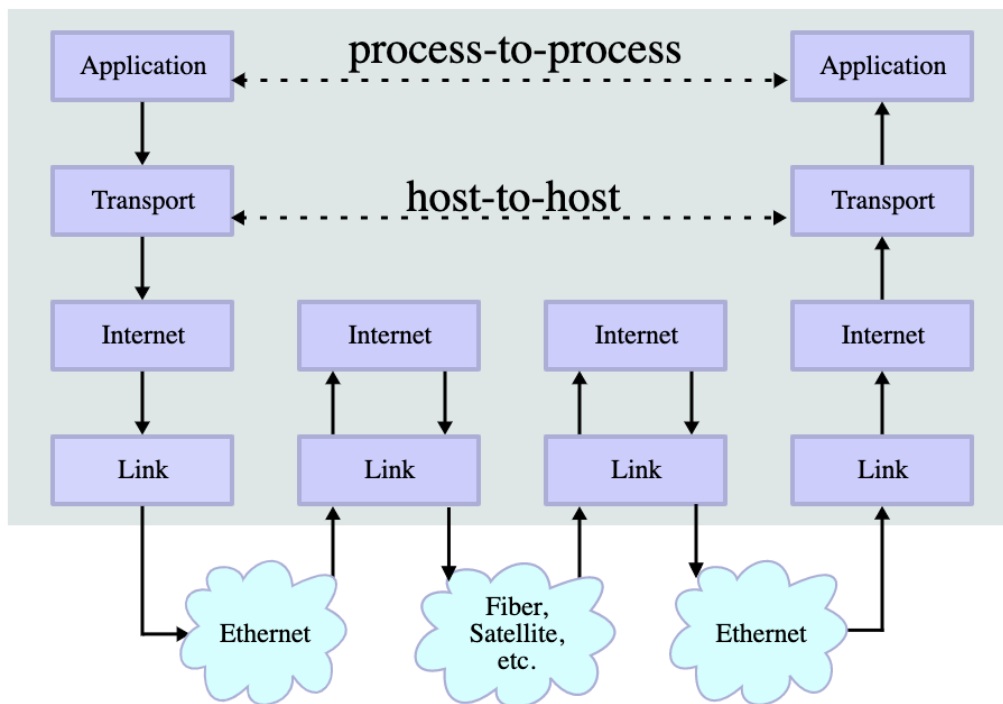 process-to-process
Application
Application
host-to-host
Transport
Transport
Internet
Internet
Internet
Internet
Link
Link
Link
Link
Ethernet
Fiber,
Satellite,
etc.
Ethernet